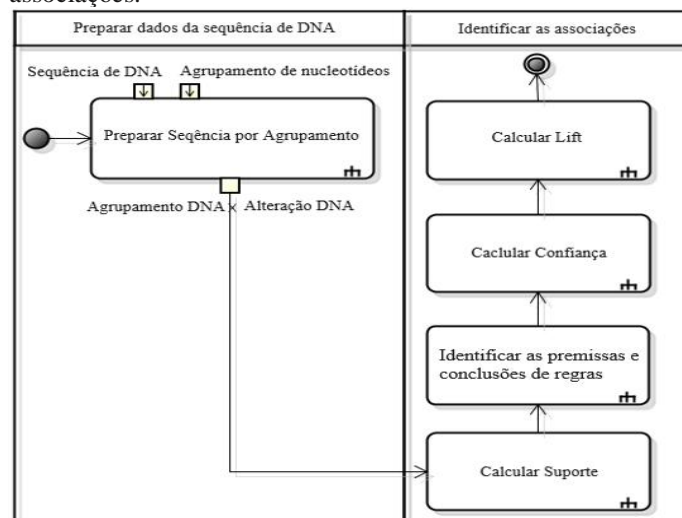 associações.
Preparar dados da sequência de DNA
Identificar as associações
Sequência de DNA
Agrupamento de nucleotídeos
Preparar Seqência por Agrupamento
Agrupamento DNA
Alteração DNA
Calcular Lift
Caclular Confiança
Identificar as premissas e
conclusões de regras
Calcular Suporte